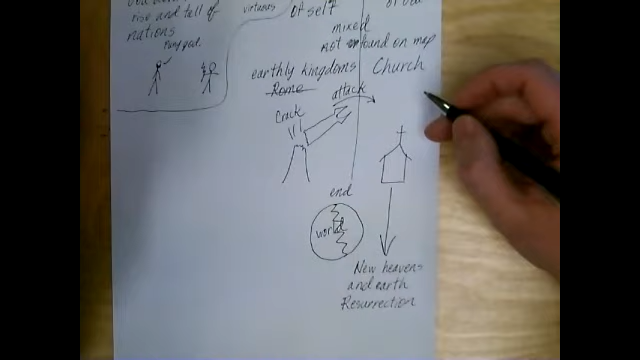 rise and fall of
nations
virtuous
of self
mixed
not found on map
earthly kingdoms
Church
Rome
attack
Crack
end
world
New heavens
and earth
Resurrection